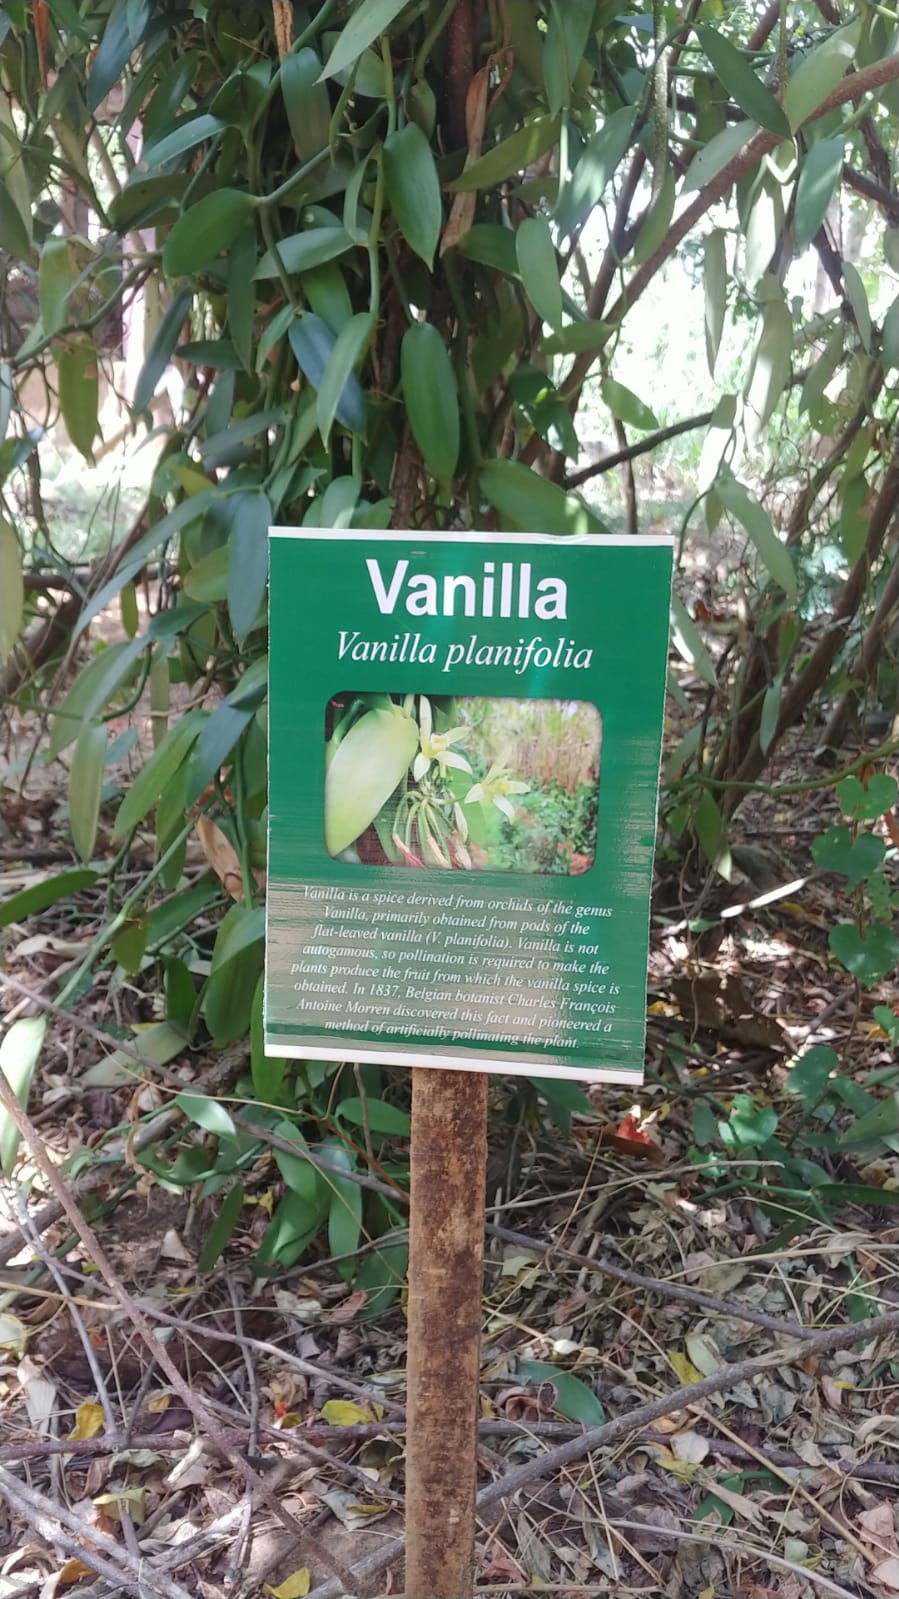 Vanilla
Vanilla planifolia
Vanilla is a spice derived from orchids of the genus
Vanilla, primarily obtained from pods of the
flat-leaved vanilla (V. planifolia). Vanilla is not
autogamous, so pollination is required to make the
plants produce the fruit from which the vanilla spice is
obtained. In 1837, Belgian botanist Charles François
Antoine Morren discovered this fact and pioneered a
method of artificially pollinating the plant.